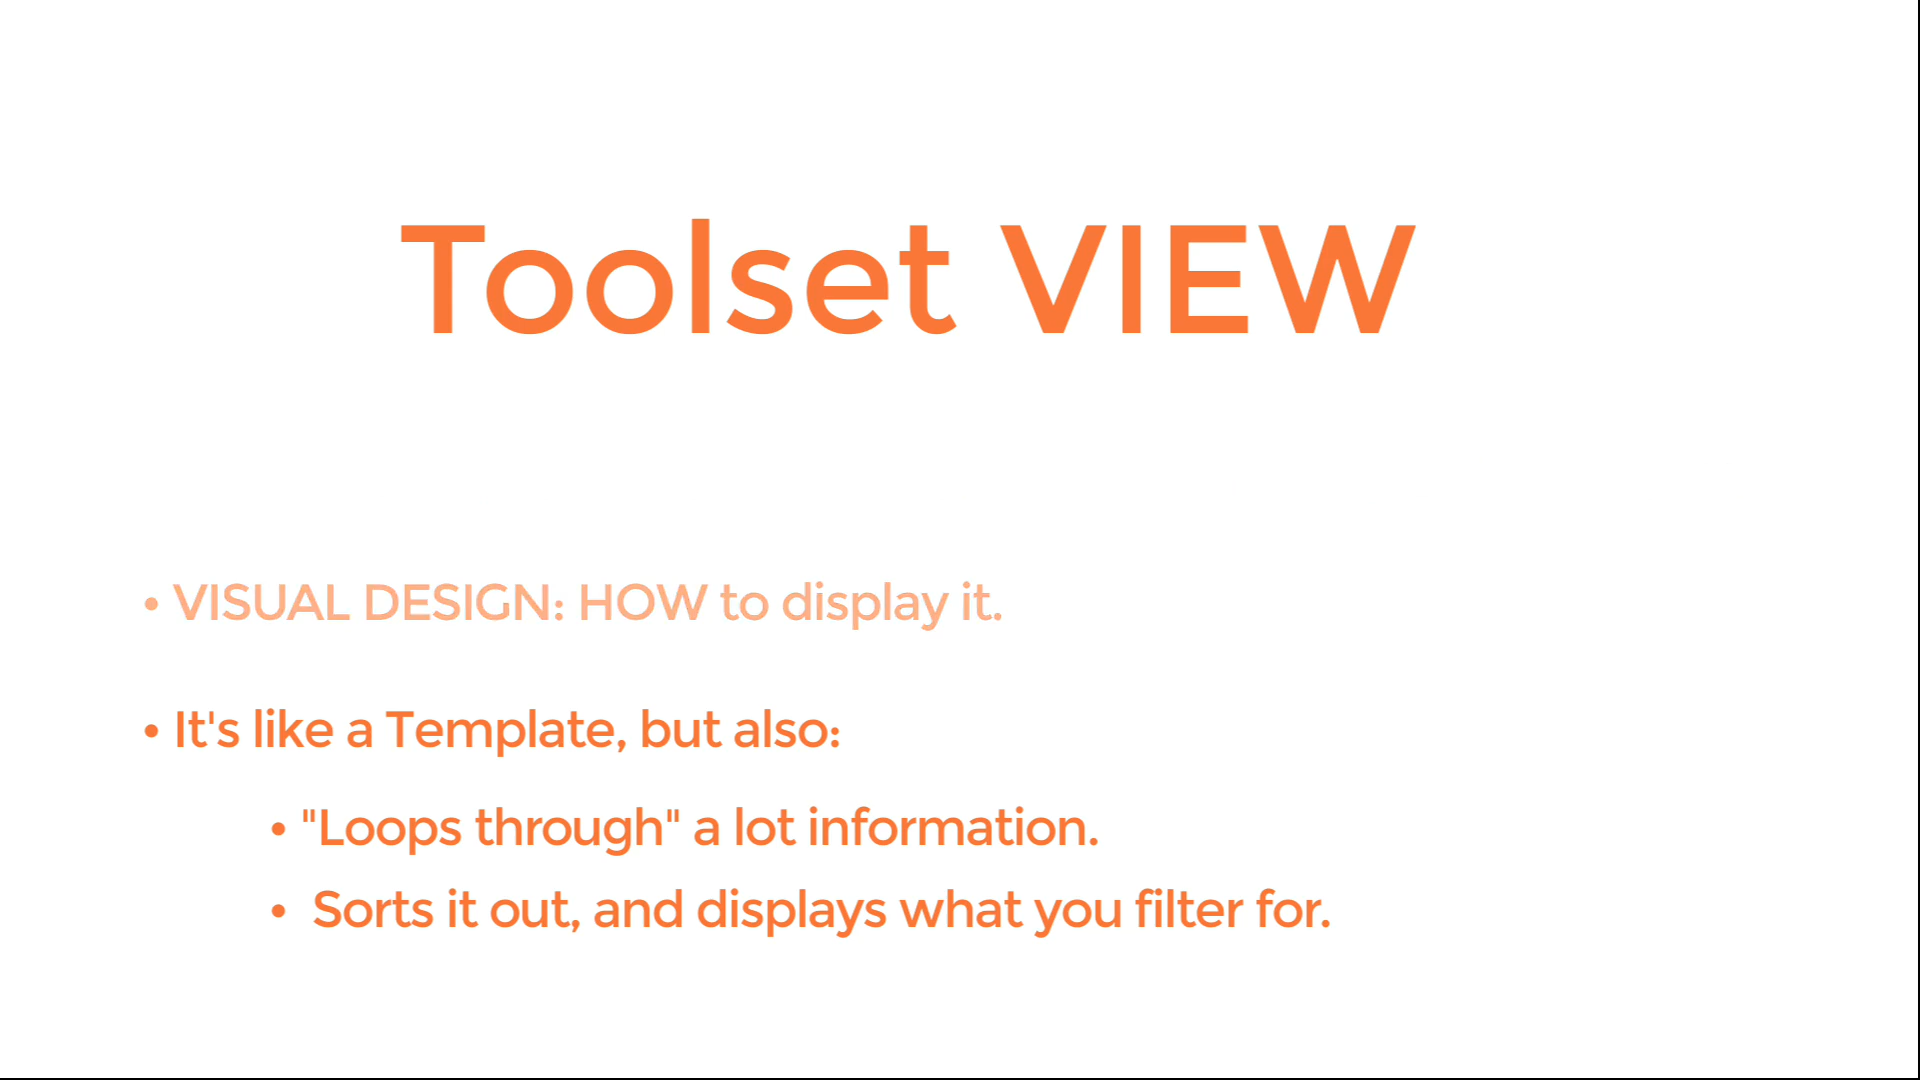 Toolset VIEW
• VISUAL DESIGN: HOW to display it.
• It's like a Template, but also:
• "Loops through" a lot information.
• Sorts it out, and displays what you filter for.